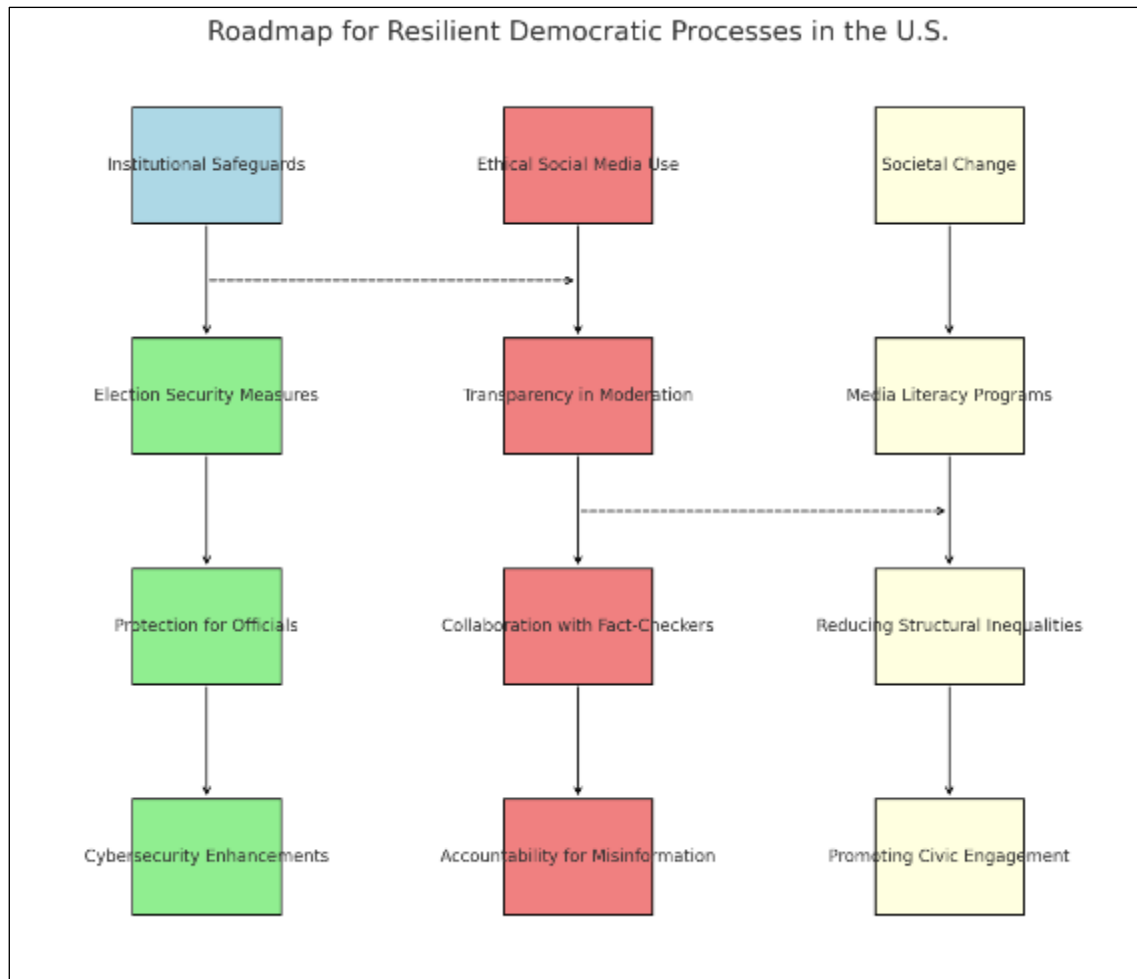 Roadmap for Resilient Democratic Processes in the U.S.
Institutional Safeguards
Ethical Social Media Use
Societal Change
Election Security Measures
Transparency in Moderation
Media Literacy Programs
Protection for Officials
Collaboration with Fact-Checkers
Reducing Structural Inequalities
Cybersecurity Enhancements
Accountability for Misinformation
Promoting Civic Engagement